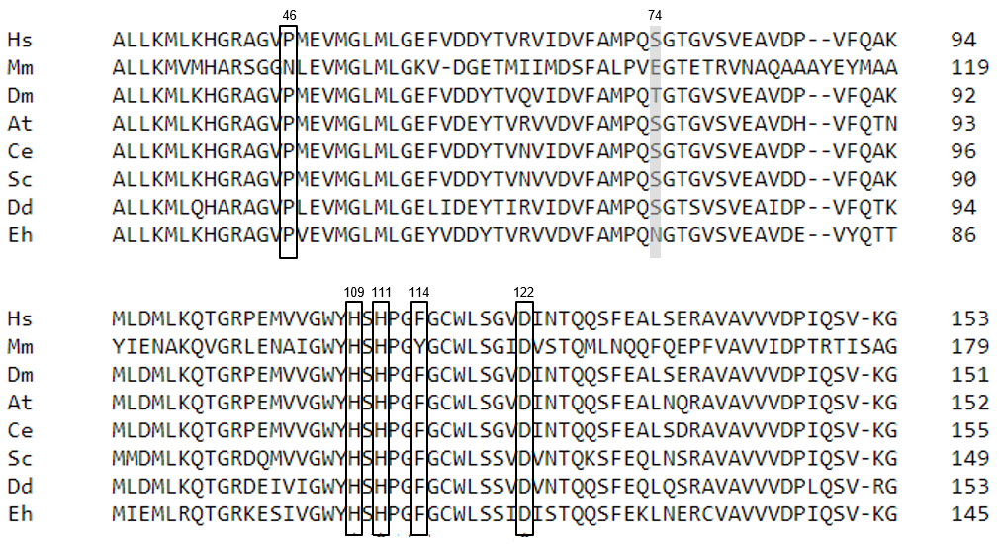 46 74
Hs ALLKMLKHGRAGVPMEVMGLMLGEFVDDYTVRVIDVFAMPQSGTGVSVEAVDP--VFQAK 94
Mm ALLKMVMHARSGGNLEVMGLMLGKV-DGETMIIMDSFALPVEGTETRVNAQAAAYEYMAA 119
Dm ALLKMLKHGRAGVPMEVMGLMLGEFVDDYTVQVIDVFAMPQTGTGVSVEAVDP--VFQAK 92
At ALLKMLKHGRAGVPMEVMGLMLGEFVDEYTVRVVDVFAMPQSGTGVSVEAVDH--VFQTN 93
Ce ALLKMLKHGRAGVPMEVMGLMLGEFVDDYTVNVIDVFAMPQSGTGVSVEAVDP--VFQAK 96
Sc ALLKMLKHGRAGVPMEVMGLMLGEFVDDYTVNVVDVFAMPQSGTGVSVEAVDD--VFQAK 90
Dd ALLKMLQHARAGVPLEVMGLMLGELIDEYTIRVIDVFAMPQSGTSVSVEAIDP--VFQTK 94
Eh ALLKMLKHGRAGVPVEVMGLMLGEYVDDYTVRVVDVFAMPQNGTGVSVEAVDE--VYQTT 86
109 111 114 122
Hs MLDMLKQTGRPEMVVGWYHSHPGFGCWLSGVDINTQQSFEALSERAVAVVVDPIQSV-KG 153
Mm YIENAKQVGRLENAIGWYHSHPGYGCWLSGIDVSTQMLNQQFQEPFVAVVIDPTRTISAG 179
Dm MLDMLKQTGRPEMVVGWYHSHPGFGCWLSGVDINTQQSFEALSERAVAVVVDPIQSV-KG 151
At MLDMLKQTGRPEMVVGWYHSHPGFGCWLSGVDINTQQSFEALNQRAVAVVVDPIQSV-KG 152
Ce MLDMLKQTGRPEMVVGWYHSHPGFGCWLSGVDINTQQSFEALSDRAVAVVVDPIQSV-KG 155
Sc MMDMLKQTGRDQMVVGWYHSHPGFGCWLSSVDVNTQKSFEQLNSRAVAVVVDPIQSV-KG 149
Dd MLDMLKQTGRDEIVIGWYHSHPGFGCWLSSVDVNTQQSFEQLQSRAVAVVVDPLQSV-RG 153
Eh MIEMLRQTGRKESIVGWYHSHPGFGCWLSSIDISTQQSFEKLNERCVAVVVDPIQSV-KG 145